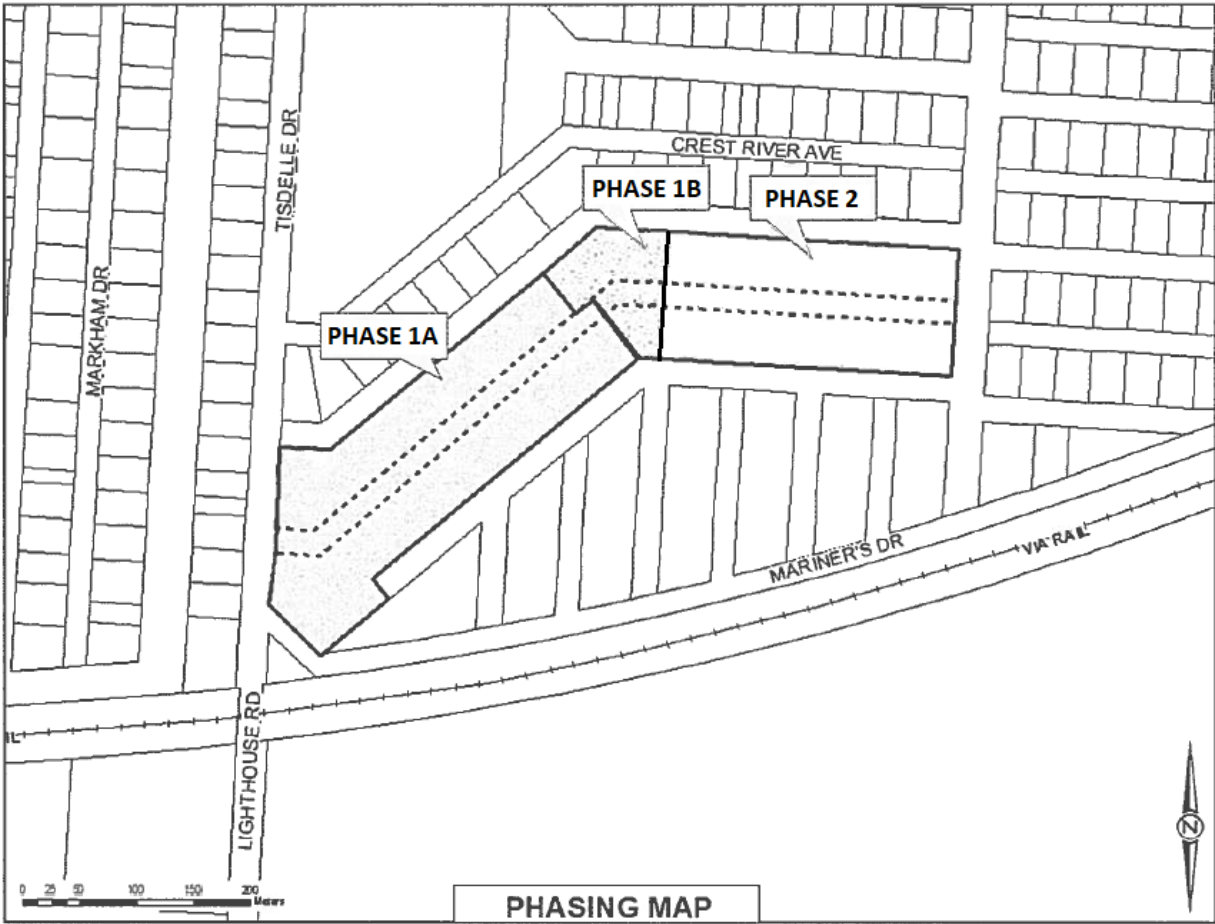 CREST RIVER AVE
TISDELLE DR
PHASE 1B
PHASE 2
MARKHAM DR
PHASE 1A
MARINER'S DR
VIA RAIL
IL
LIGHTHOUSE RD
N
0 25 50 100 150 200
Meters
PHASING MAP